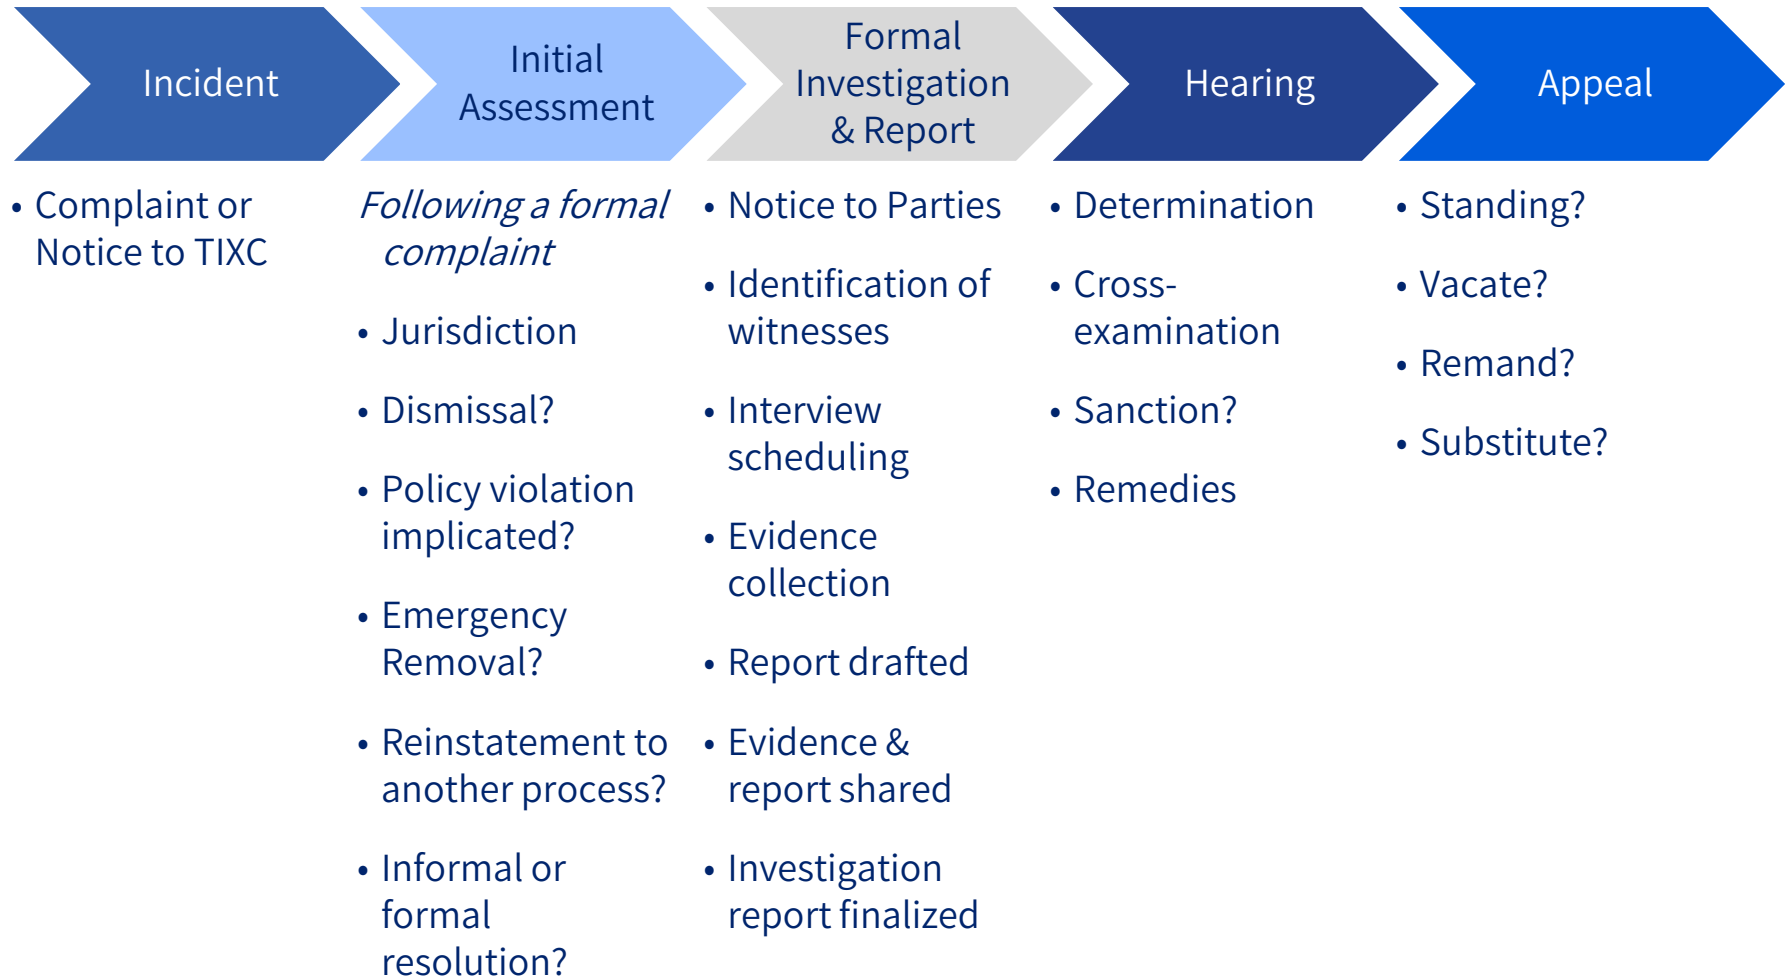 Incident
Initial
Assessment
Formal
Investigation
& Report
Hearing
Appeal
• Complaint or
Notice to TIXC
Following a formal
complaint
• Jurisdiction
• Dismissal?
• Policy violation
implicated?
• Emergency
Removal?
• Reinstatement to
another process?
• Informal or
formal
resolution?
• Notice to Parties
• Identification of
witnesses
• Interview
scheduling
• Evidence
collection
• Report drafted
• Evidence &
report shared
• Investigation
report finalized
• Determination
• Cross-
examination
• Sanction?
• Remedies
• Standing?
• Vacate?
• Remand?
• Substitute?